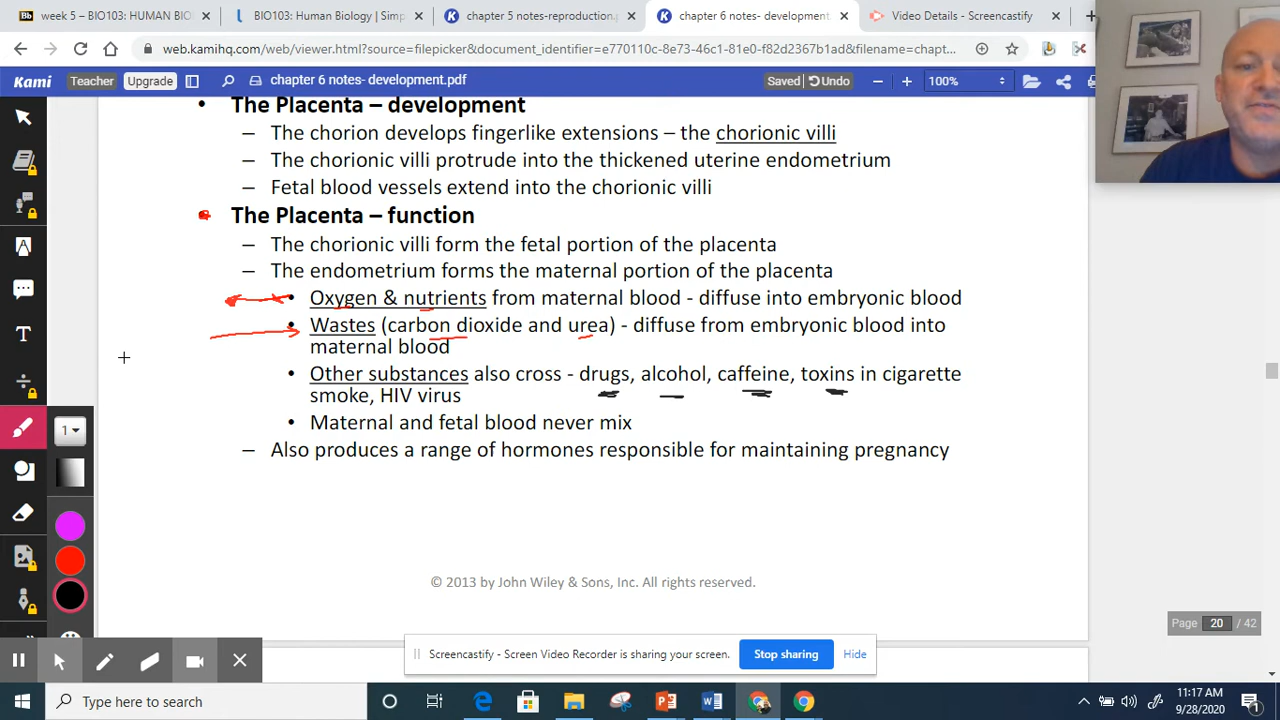 week 5 – BIO103: HUMAN BIO
BIO103: Human Biology | Simpl
chapter 5 notes-reproduction.p
chapter 6 notes- development.
Video Details - Screencastify
web.kamihq.com/web/viewer.html?source=filepicker&document_identifier=e770110c-8e73-46c1-81e0-f82d2367b1ad&filename=chapt...
Kami Teacher Upgrade chapter 6 notes- development.pdf Saved Undo 100%
• The Placenta – development
– The chorion develops fingerlike extensions – the chorionic villi
– The chorionic villi protrude into the thickened uterine endometrium
– Fetal blood vessels extend into the chorionic villi
The Placenta – function
– The chorionic villi form the fetal portion of the placenta
– The endometrium forms the maternal portion of the placenta
• Oxygen & nutrients from maternal blood - diffuse into embryonic blood
• Wastes (carbon dioxide and urea) - diffuse from embryonic blood into
maternal blood
• Other substances also cross - drugs, alcohol, caffeine, toxins in cigarette
smoke, HIV virus
• Maternal and fetal blood never mix
– Also produces a range of hormones responsible for maintaining pregnancy
1
© 2013 by John Wiley & Sons, Inc. All rights reserved.
Page 20 / 42
Screencastify - Screen Video Recorder is sharing your screen. Stop sharing Hide
Type here to search
11:17 AM
9/28/2020